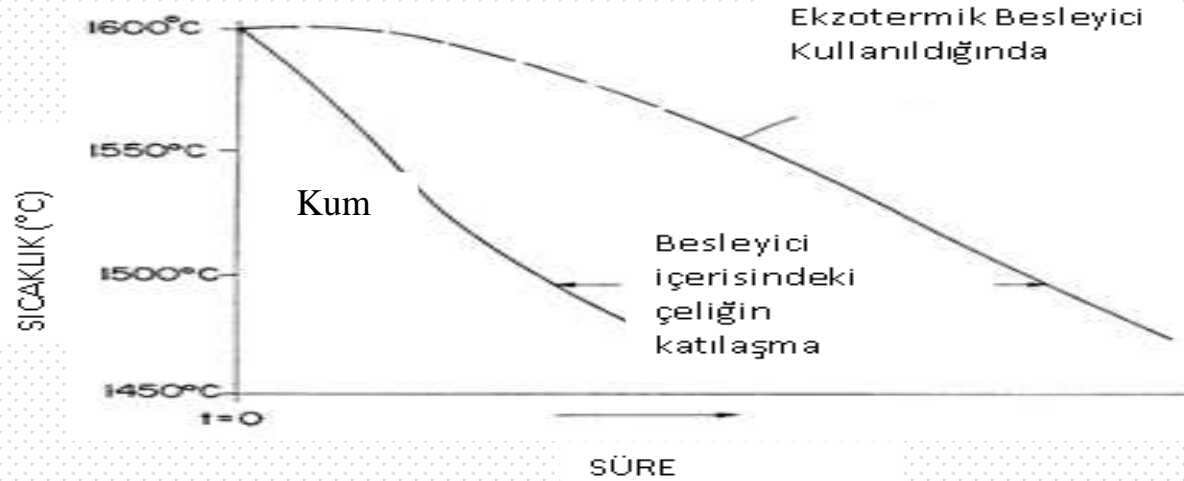 Ekzotermik Besleyici
Kullanıldığında
1600°C
1550°C
1500°C
1450°C
SICAKLIK (°C)
Kum
Besleyici
içerisindeki
çeliğin
katılaşma
t=0
SÜRE